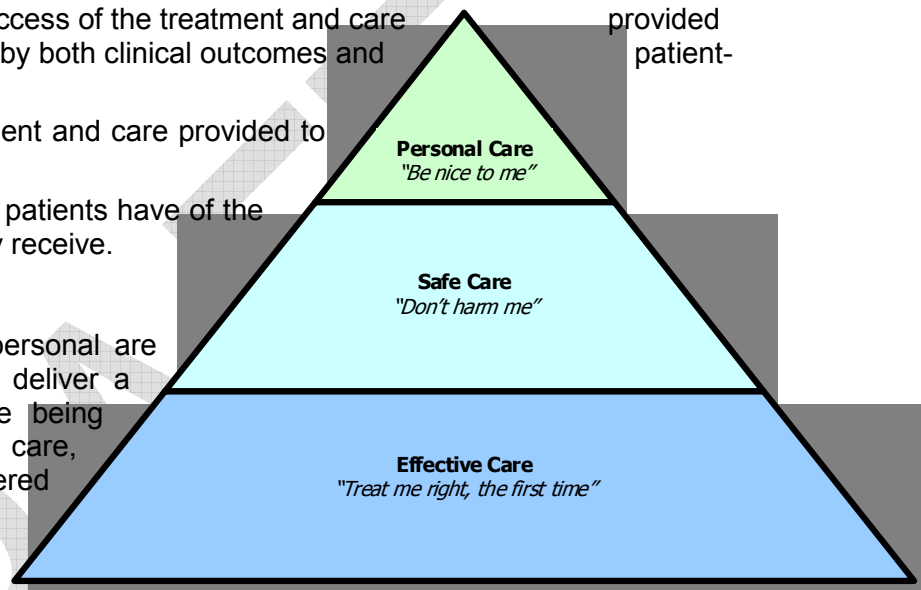 ccess of the treatment and care provided
by both clinical outcomes and patient-
ent and care provided to
patients have of the
y receive.
personal are
deliver a
e being
care,
ered
Personal Care
“Be nice to me”
Safe Care
“Don’t harm me”
Effective Care
“Treat me right, the first time”